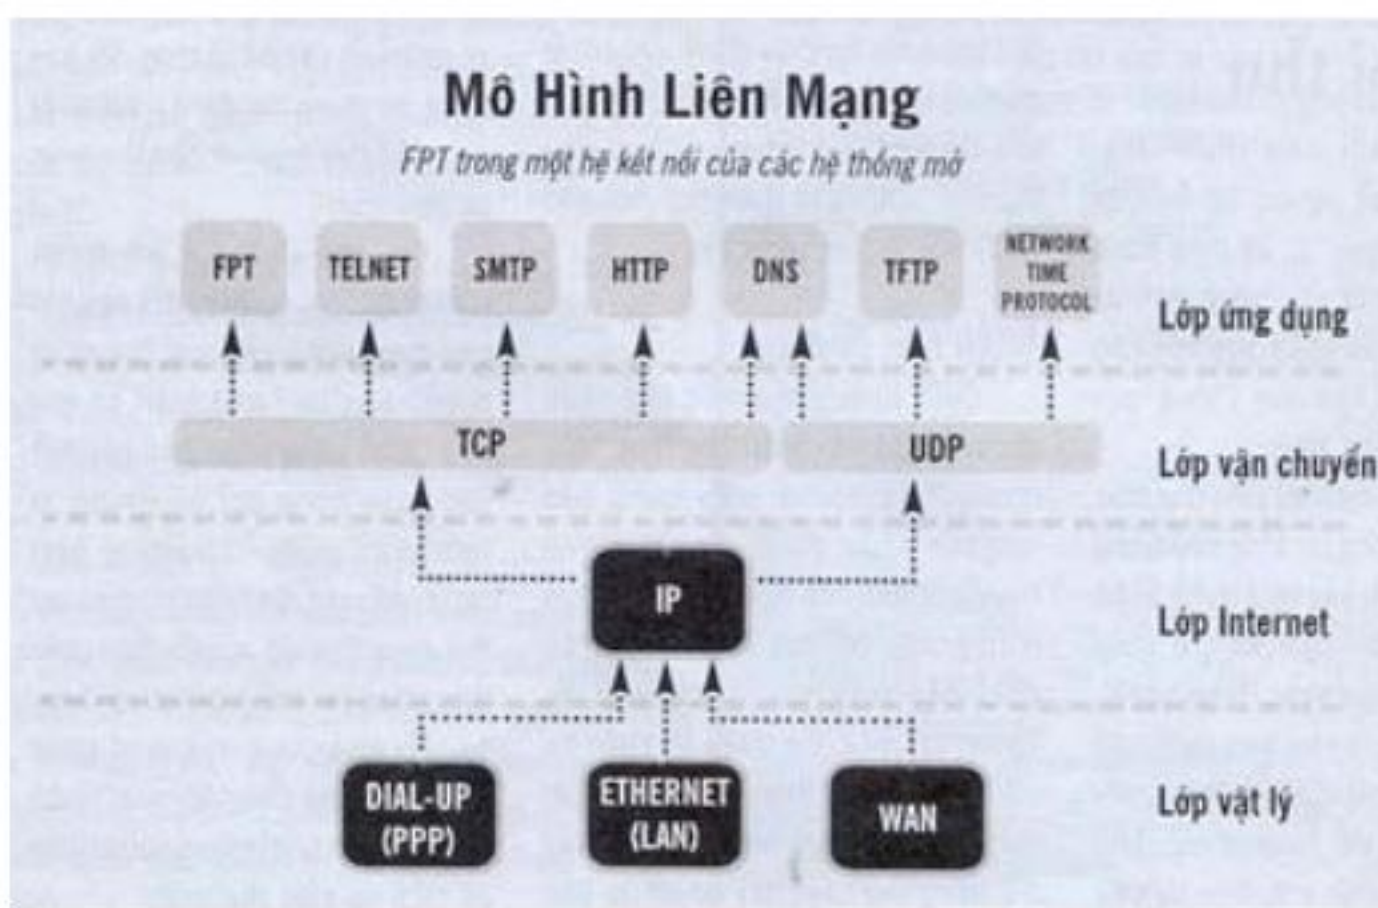 Mô Hình Liên Mạng
FPT trong một hệ kết nối của các hệ thống mở
FPT
TELNET
SMTP
HTTP
DNS
TFTP
NETWORK
TIME
PROTOCOL
Lớp ứng dụng
TCP
UDP
Lớp vận chuyển
IP
Lớp Internet
DIAL-UP
(PPP)
ETHERNET
(LAN)
WAN
Lớp vật lý